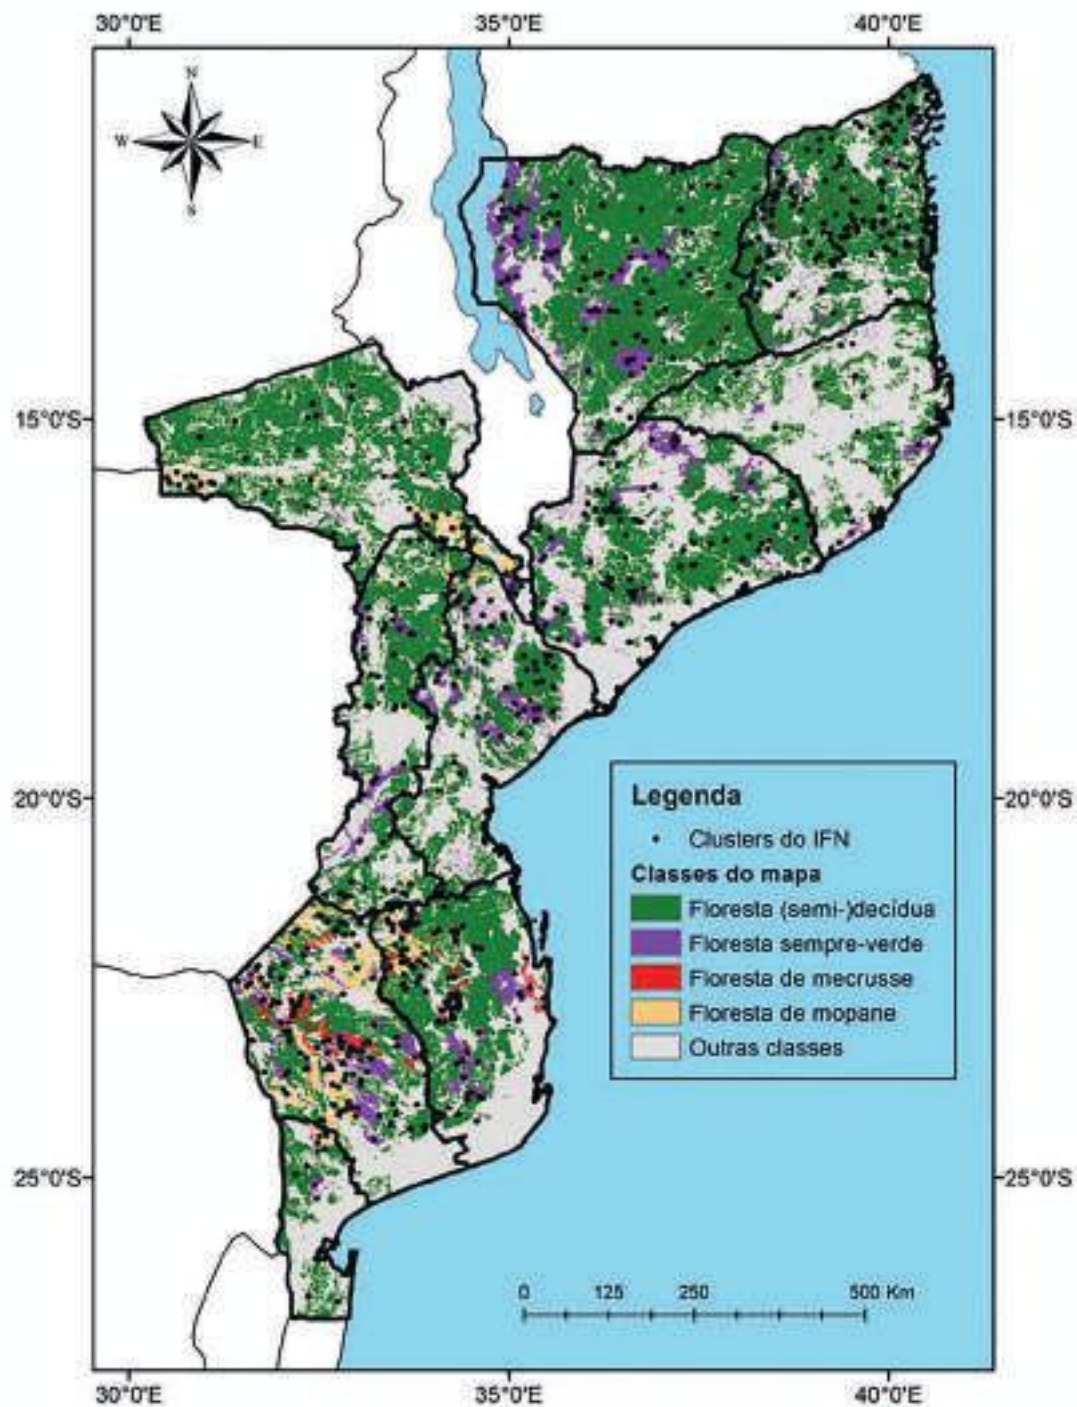 30°0'E 35°0'E 40°0'E
N
W E
S
15°0'S 15°0'S
20°0'S 20°0'S
Legenda
Clusters do IFN
Classes do mapa
Floresta (semi-)decídua
Floresta sempre-verde
Floresta de mecrusse
Floresta de mopane
Outras classes
25°0'S 25°0'S
0 125 250 500 Km
30°0'E 35°0'E 40°0'E